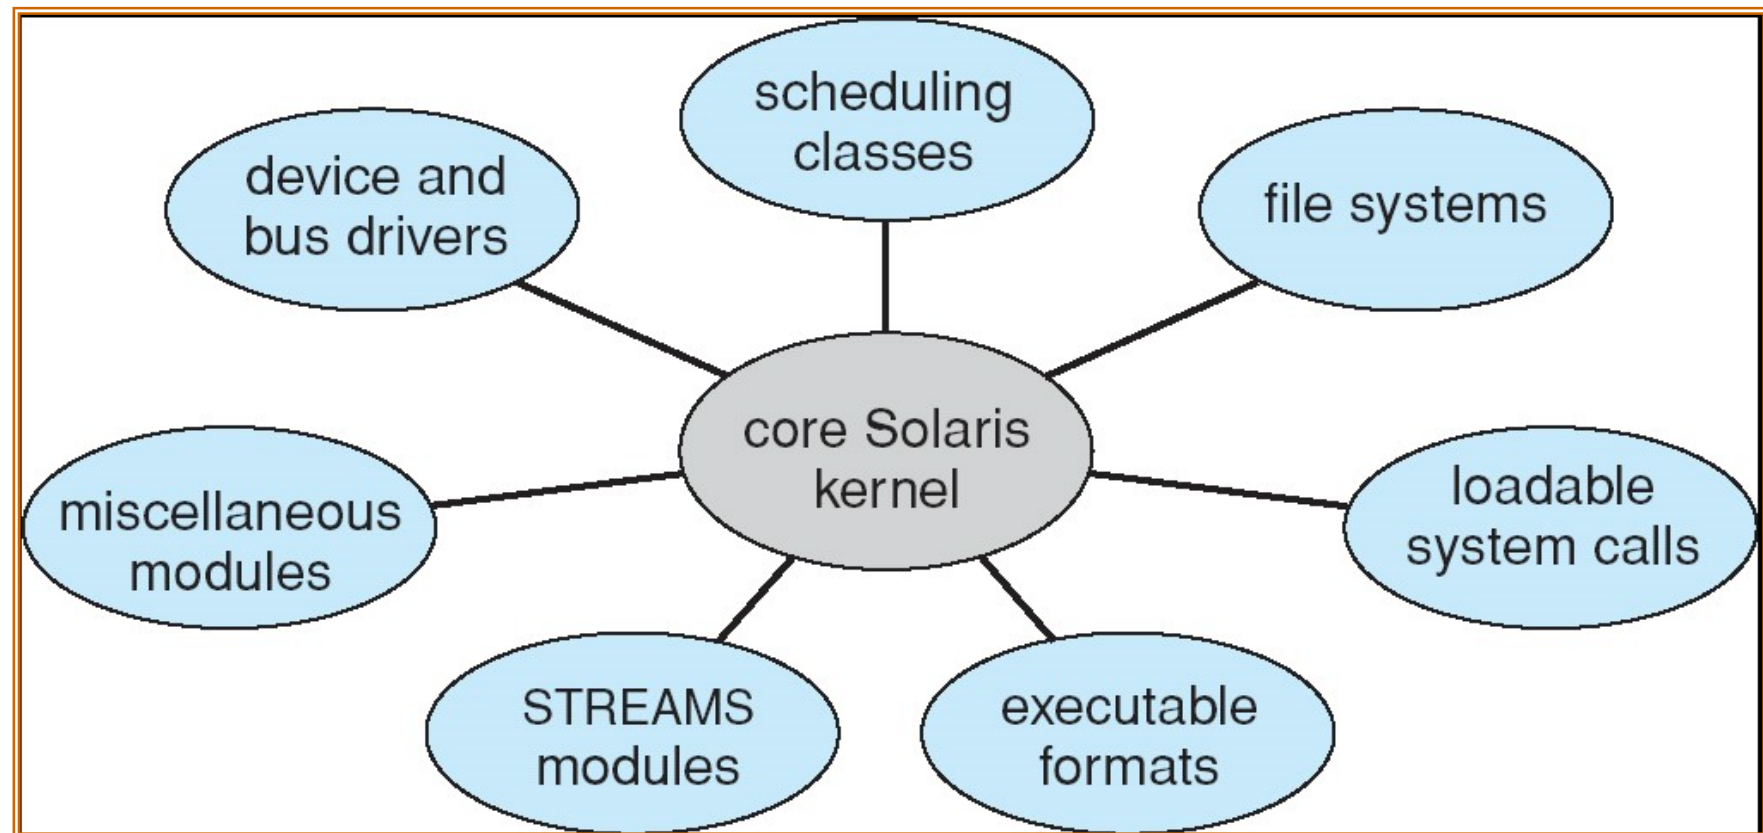 scheduling
classes
device and
bus drivers
file systems
core Solaris
kernel
miscellaneous
modules
loadable
system calls
STREAMS
modules
executable
formats